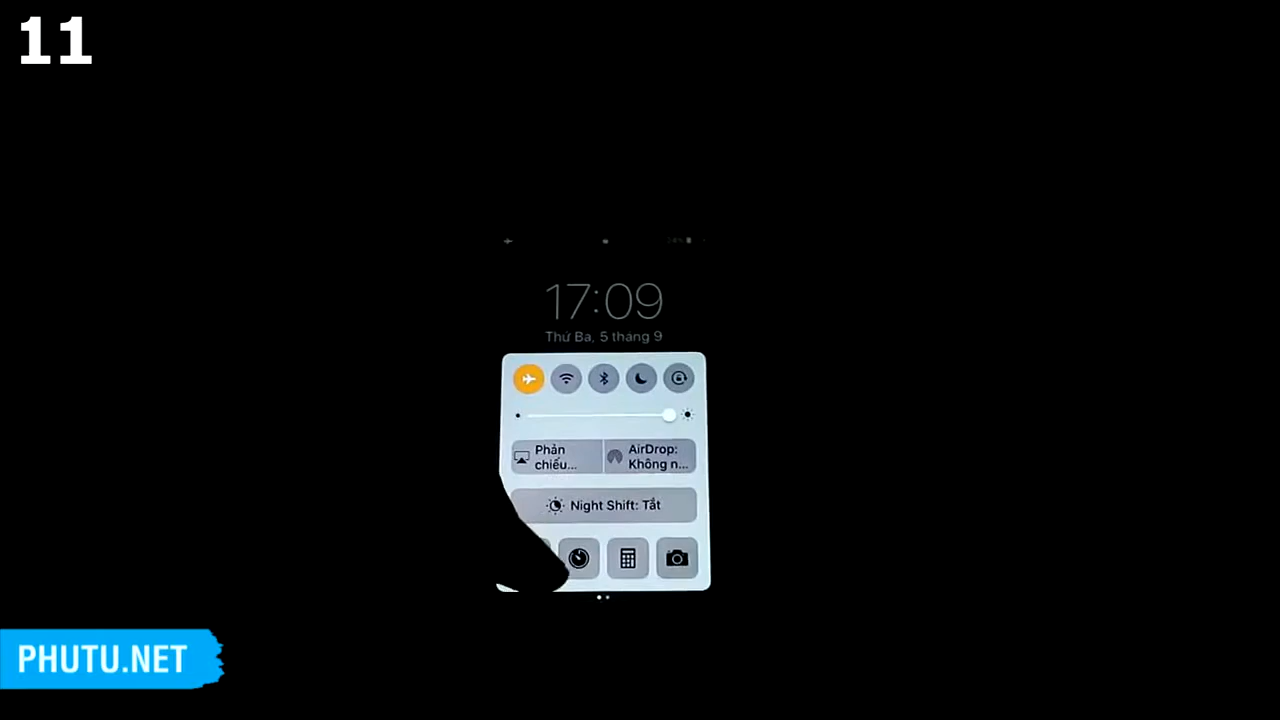 11
17:09
Thứ Ba, 5 tháng 9
Phản
chiếu...
AirDrop:
Không n...
Night Shift: Tắt
PHUTU.NET